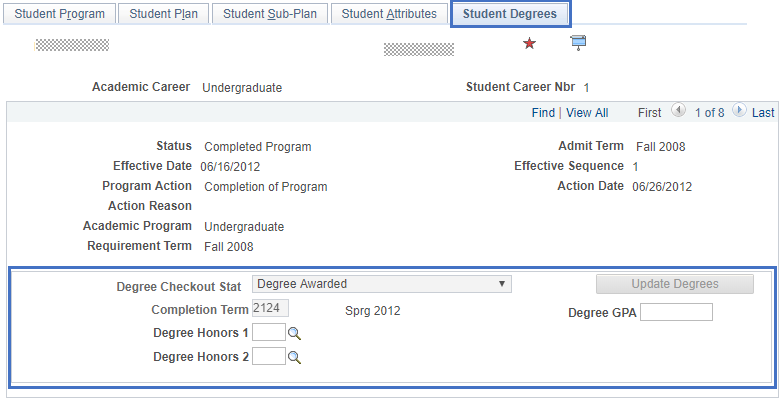 Student Program Student Plan Student Sub-Plan Student Attributes Student Degrees
Academic Career Undergraduate Student Career Nbr 1
Find | View All First 1 of 8 Last
Status Completed Program Admit Term Fall 2008
Effective Date 06/16/2012 Effective Sequence 1
Program Action Completion of Program Action Date 06/26/2012
Action Reason
Academic Program Undergraduate
Requirement Term Fall 2008
Degree Checkout Stat Degree Awarded Update Degrees
Completion Term 2124 Sprg 2012 Degree GPA
Degree Honors 1
Degree Honors 2